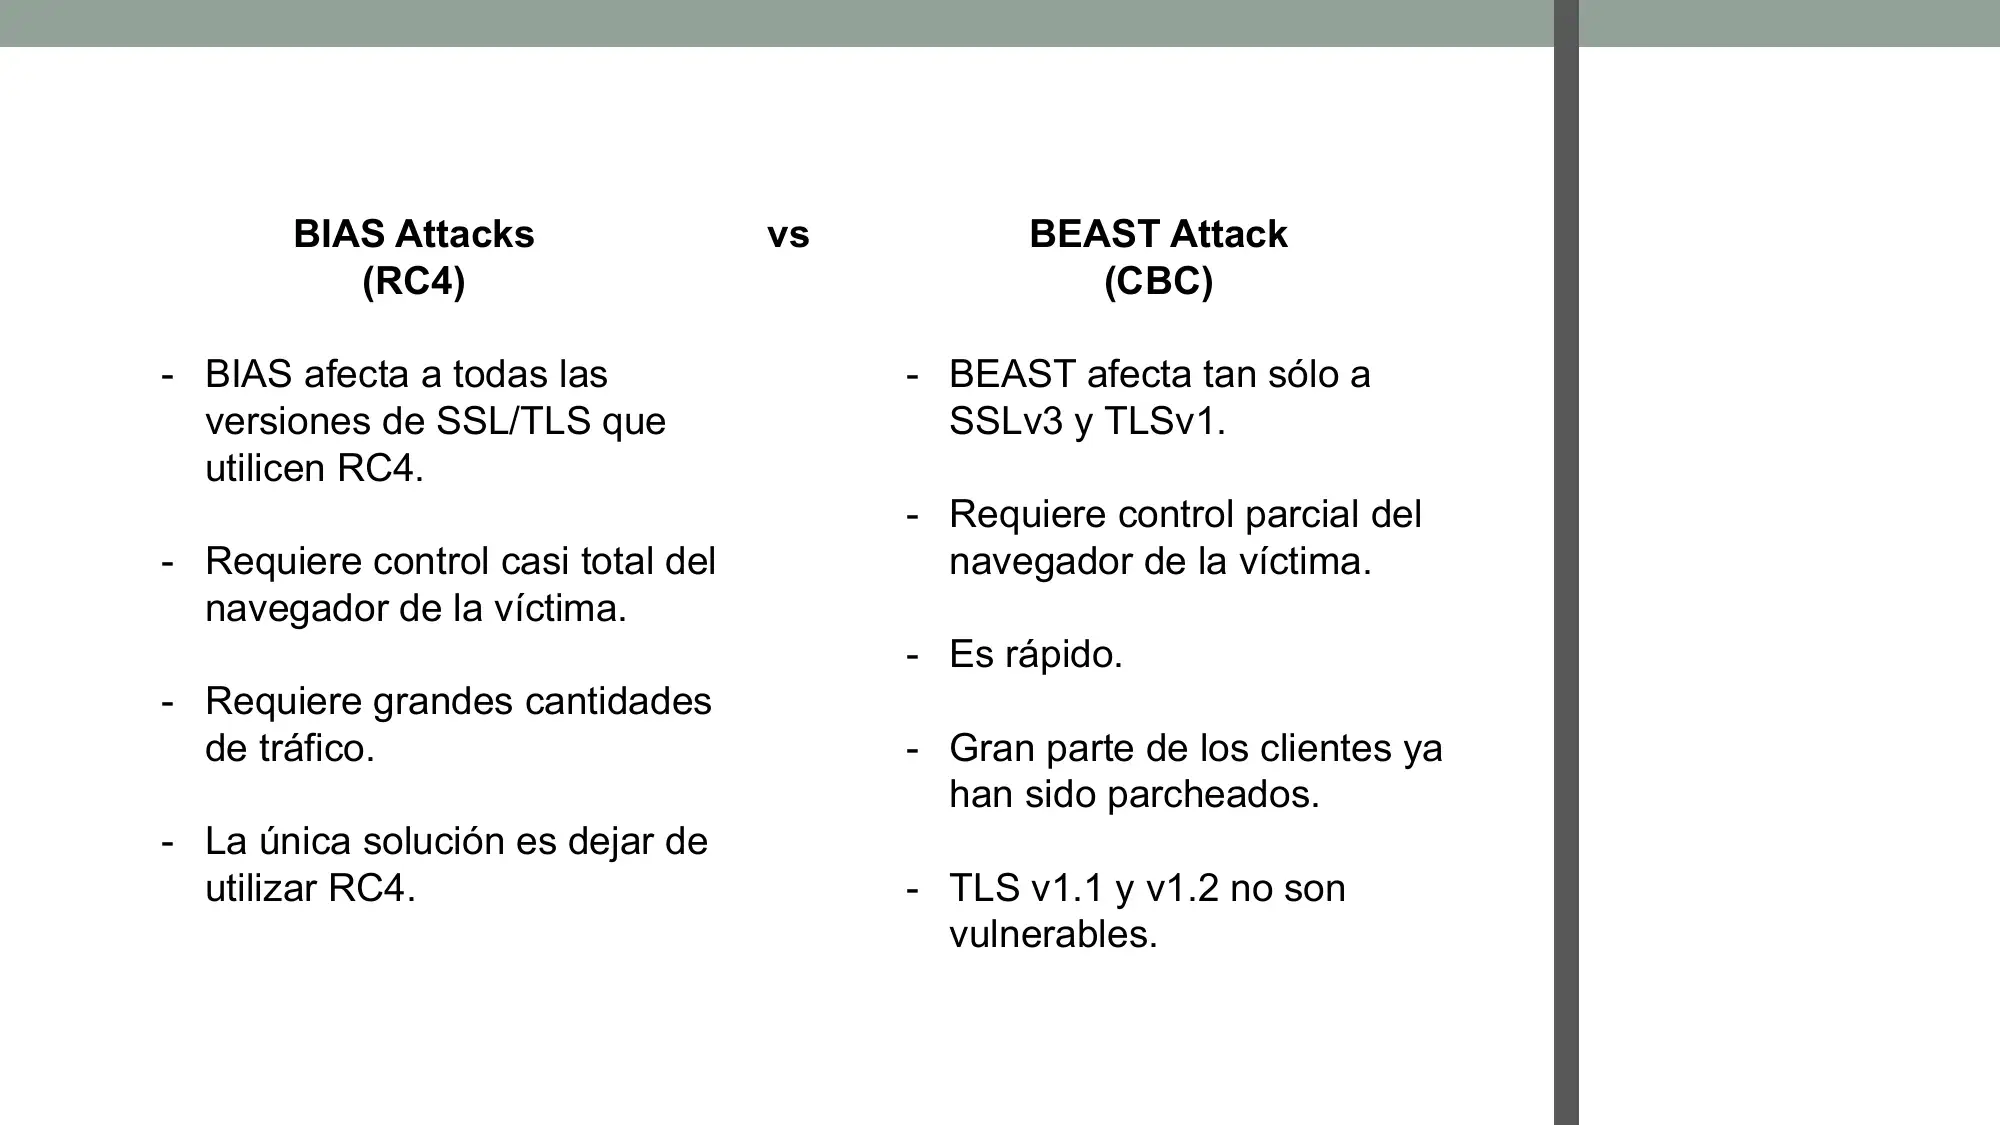 BIAS Attacks
(RC4)
vs
BEAST Attack
(CBC)
- BIAS afecta a todas las
versiones de SSL/TLS que
utilicen RC4.
- Requiere control casi total del
navegador de la víctima.
- Requiere grandes cantidades
de tráfico.
- La única solución es dejar de
utilizar RC4.
- BEAST afecta tan sólo a
SSLv3 y TLSv1.
- Requiere control parcial del
navegador de la víctima.
- Es rápido.
- Gran parte de los clientes ya
han sido parcheados.
- TLS v1.1 y v1.2 no son
vulnerables.